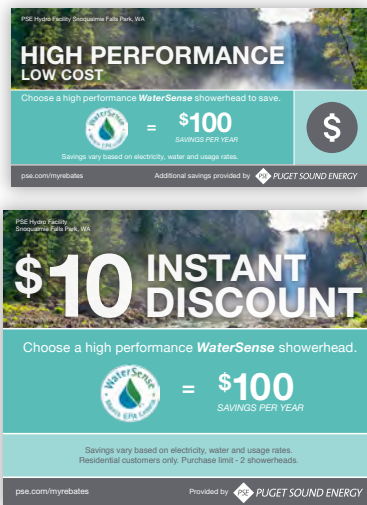 PSE Hydro Facility Snoqualmie Falls Park, WA
HIGH PERFORMANCE
LOW COST
Choose a high performance WaterSense showerhead to save.
WaterSense
Meets EPA Criteria
= $100
SAVINGS PER YEAR
$
Savings vary based on electricity, water and usage rates.
pse.com/myrebates Additional savings provided by PSE PUGET SOUND ENERGY
PSE Hydro Facility
Snoqualmie Falls Park, WA
$10 INSTANT
DISCOUNT
Choose a high performance WaterSense showerhead.
WaterSense
Meets EPA Criteria
= $100
SAVINGS PER YEAR
Savings vary based on electricity, water and usage rates.
Residential customers only. Purchase limit - 2 showerheads.
pse.com/myrebates Provided by PSE PUGET SOUND ENERGY